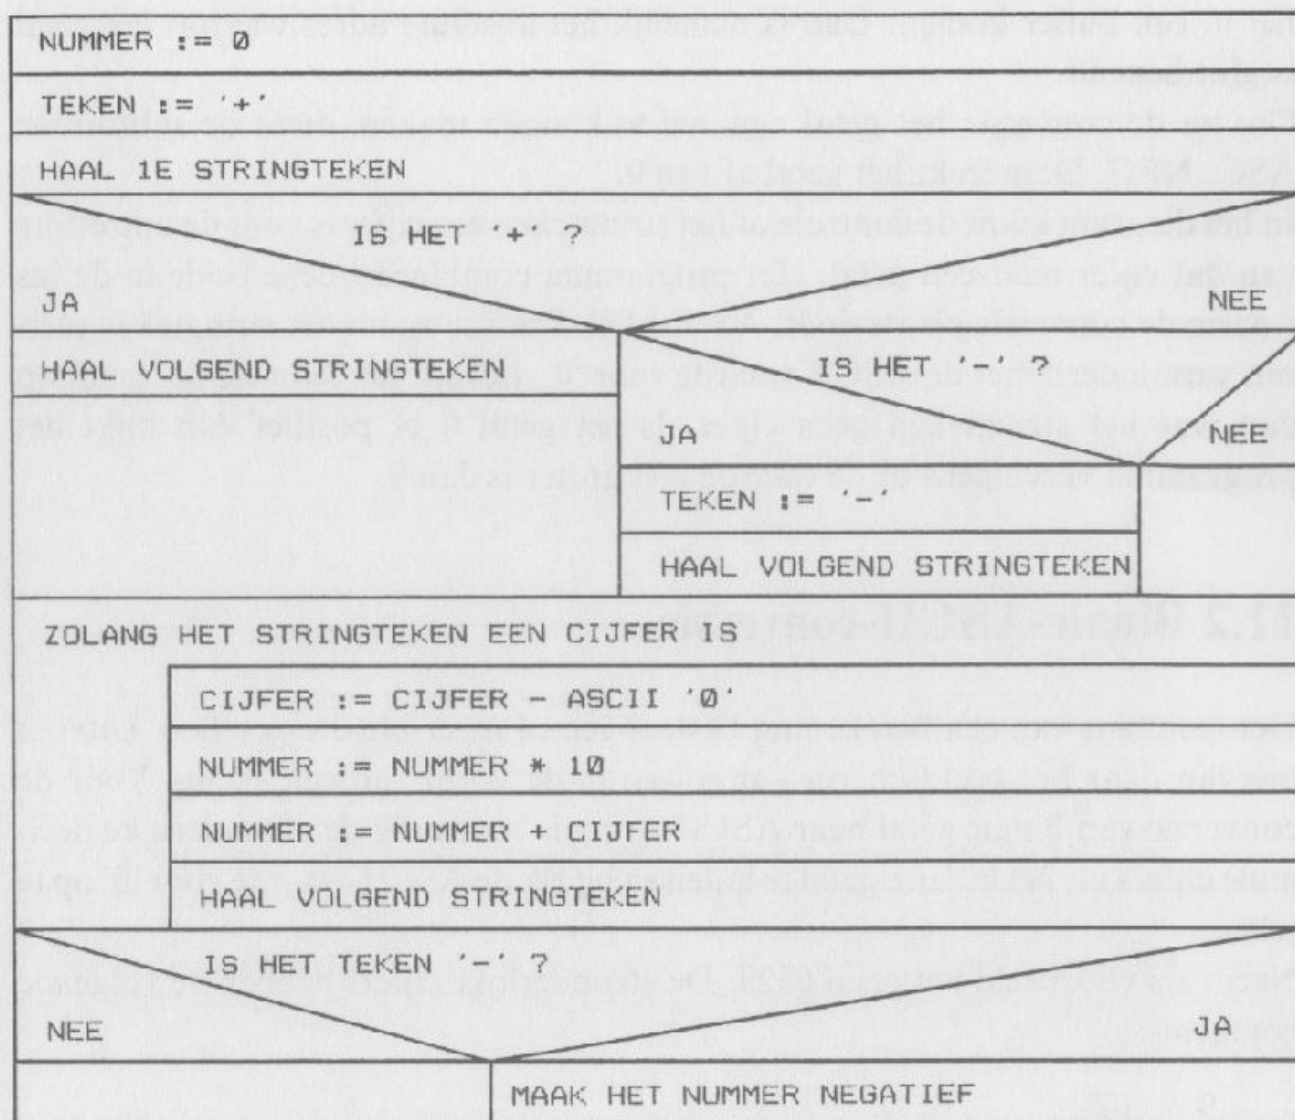 NUMMER := 0
TEKEN := '+'
HAAL 1E STRINGTEKEN
IS HET '+' ?
JA
NEE
HAAL VOLGEND STRINGTEKEN
IS HET '-' ?
JA
NEE
TEKEN := '-'
HAAL VOLGEND STRINGTEKEN
ZOLANG HET STRINGTEKEN EEN CIJFER IS
CIJFER := CIJFER - ASCII '0'
NUMMER := NUMMER * 10
NUMMER := NUMMER + CIJFER
HAAL VOLGEND STRINGTEKEN
IS HET TEKEN '-' ?
NEE
JA
MAAK HET NUMMER NEGATIEF